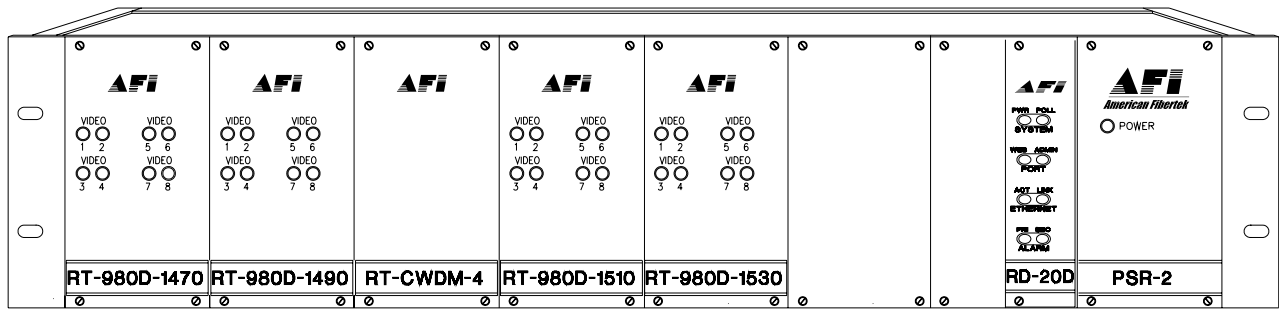 AFI
VIDEO VIDEO
1 2 5 6
VIDEO VIDEO
3 4 7 8
RT-980D-1470
AFI
VIDEO VIDEO
1 2 5 6
VIDEO VIDEO
3 4 7 8
RT-980D-1490
AFI
RT-CWDM-4
AFI
VIDEO VIDEO
1 2 5 6
VIDEO VIDEO
3 4 7 8
RT-980D-1510
AFI
VIDEO VIDEO
1 2 5 6
VIDEO VIDEO
3 4 7 8
RT-980D-1530
AFI
PWR POLL
SYSTEM
WEB ADMIN
PORT
ACT LINK
ETHERNET
PRI SEC
ALARM
RD-20D
AFI
American Fibertek
POWER
PSR-2